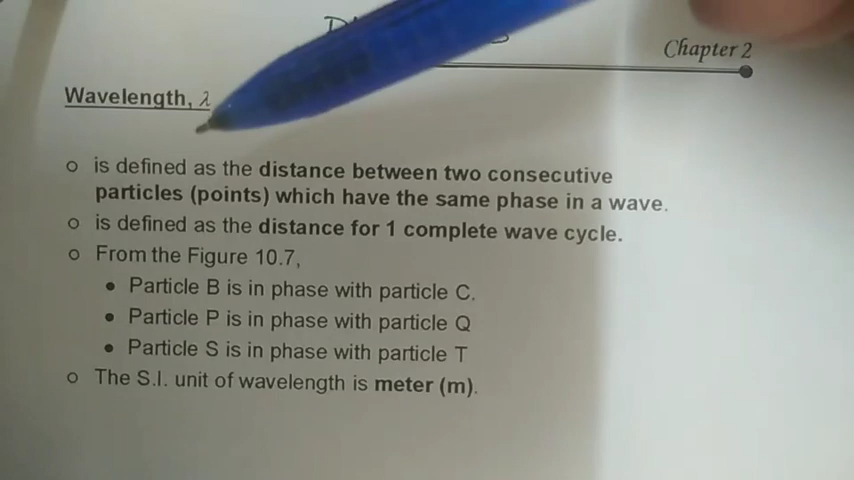 Chapter 2
Wavelength, λ
o is defined as the distance between two consecutive
particles (points) which have the same phase in a wave.
o is defined as the distance for 1 complete wave cycle.
o From the Figure 10.7,
• Particle B is in phase with particle C.
• Particle P is in phase with particle Q
• Particle S is in phase with particle T
o The S.I. unit of wavelength is meter (m).